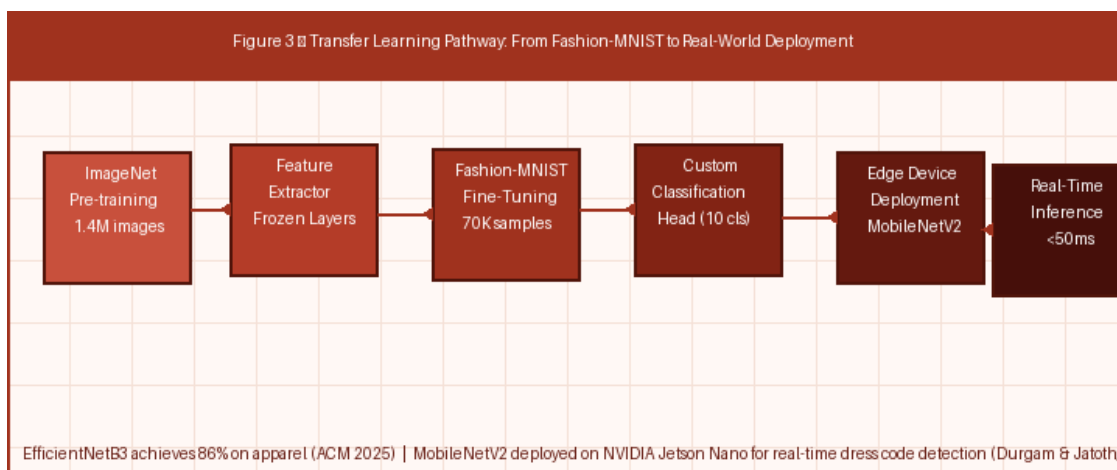 Figure 3 Transfer Learning Pathway: From Fashion-MNIST to Real-World Deployment
ImageNet
Pre-training
1.4M images
Feature
Extractor
Frozen Layers
Fashion-MNIST
Fine-Tuning
70K samples
Custom
Classification
Head (10 cls)
Edge Device
Deployment
MobileNetV2
Real-Time
Inference
<50ms
EfficientNetB3 achieves 86% on apparel (ACM 2025) | MobileNetV2 deployed on NVIDIA Jetson Nano for real-time dress code detection (Durgam & Jatoth